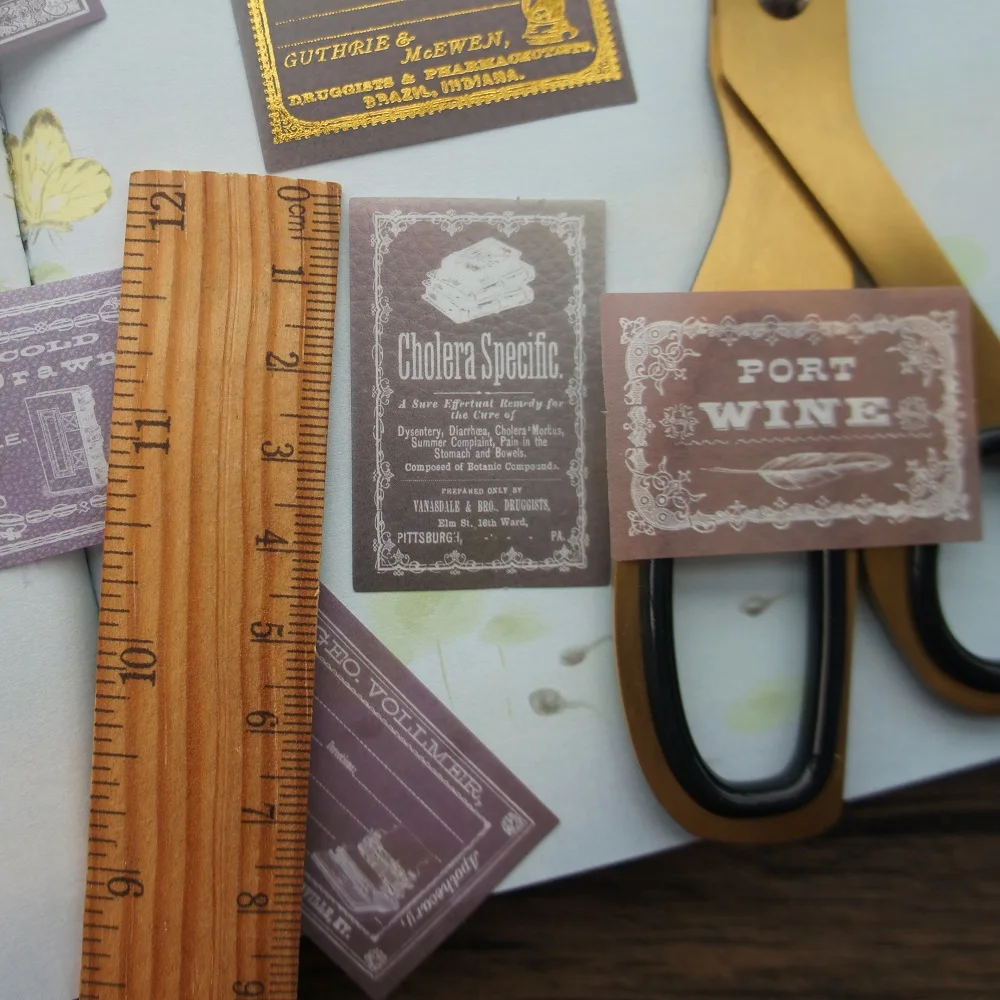 GUTHRIE & McEWEN,
DRUGGISTS & PHARMACEUTISTS,
BRAZIL, INDIANA.
12
11
10
9
0cm
1
2
3
4
5
6
7
8
9
COLD
Drawn
Cholera Specific.
A Sure Effectual Remedy for
the Cure of
Dysentery, Diarrhœa, Cholera Morbus,
Summer Complaint, Pain in the
Stomach and Bowels.
Composed of Botanic Compounds.
PREPARED ONLY BY
VANASDALE & BRO., DRUGGISTS,
Elm St. 16th Ward,
PITTSBURGH, - - - PA.
PORT
WINE
GEO. VOLLMER,
Directions:
Apothecary,
ST.